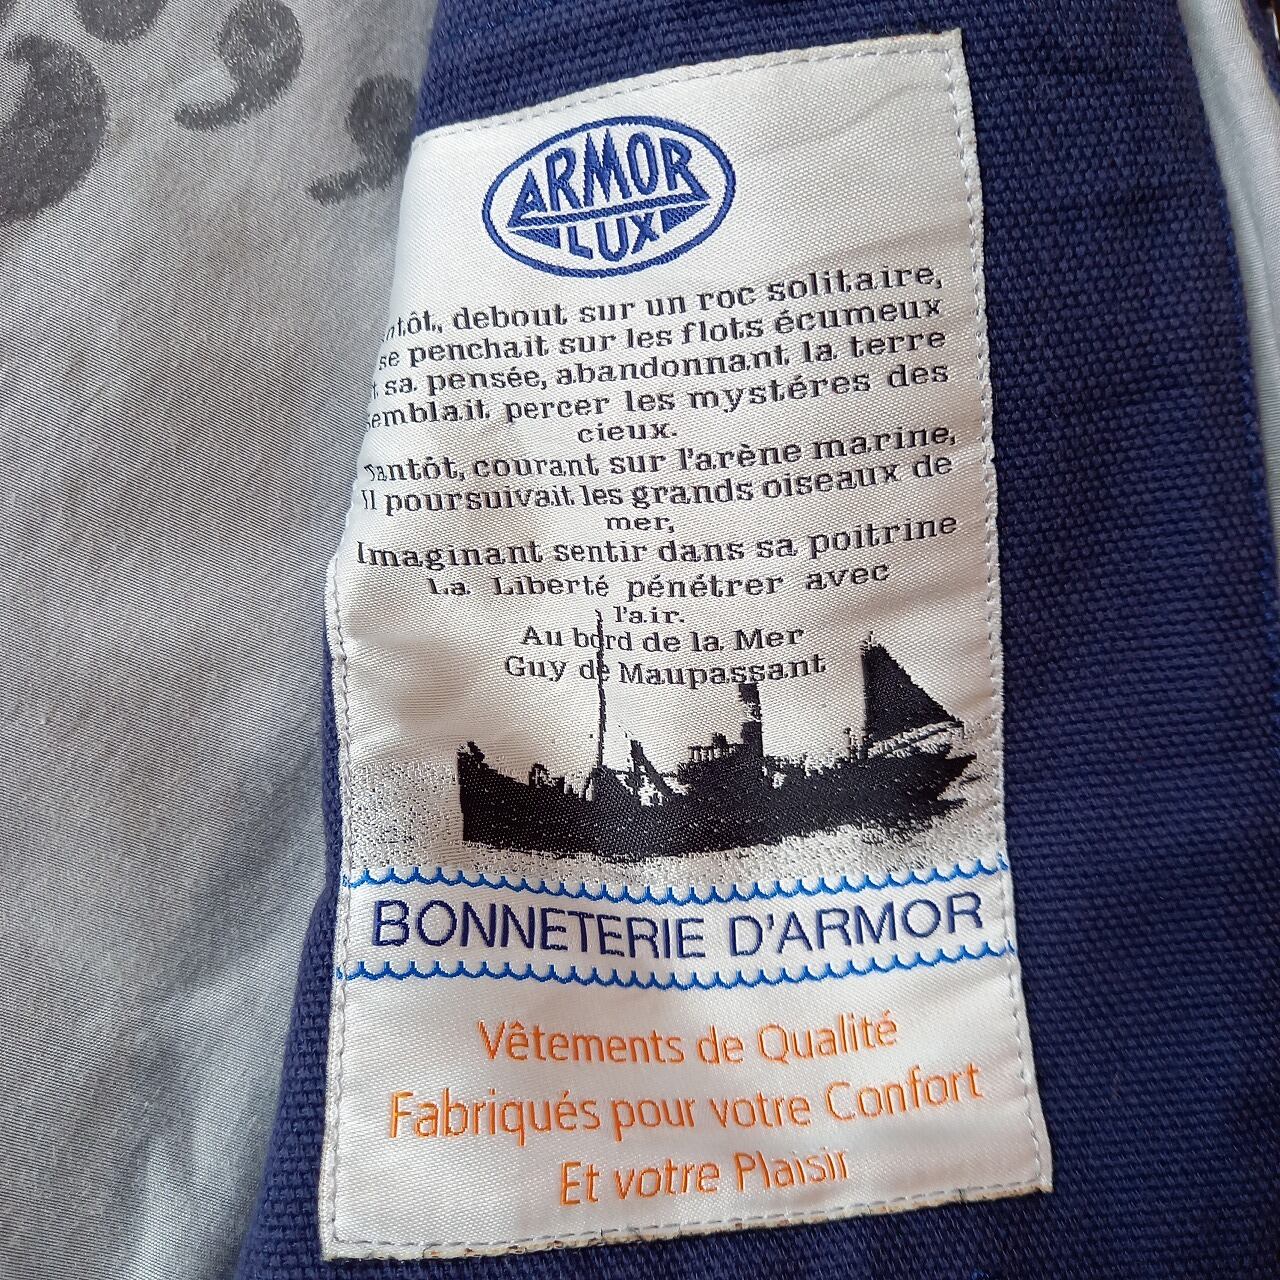 ARMOR
LUX
debout sur un roc solitaire,
se penchait sur les flots écumeux
sa pensée, abandonnant la terre
semblait percer les mystéres des
cieux.
Tantôt, courant sur l'arène marine,
Il poursuivait les grands oiseaux de
mer,
Imaginant sentir dans sa poitrine
La Liberté pénétrer avec
l'air.
Au bord de la Mer
Guy de Maupassant
BONNETERIE D'ARMOR
Vêtements de Qualité
Fabriqués pour votre Confort
Et votre Plaisir